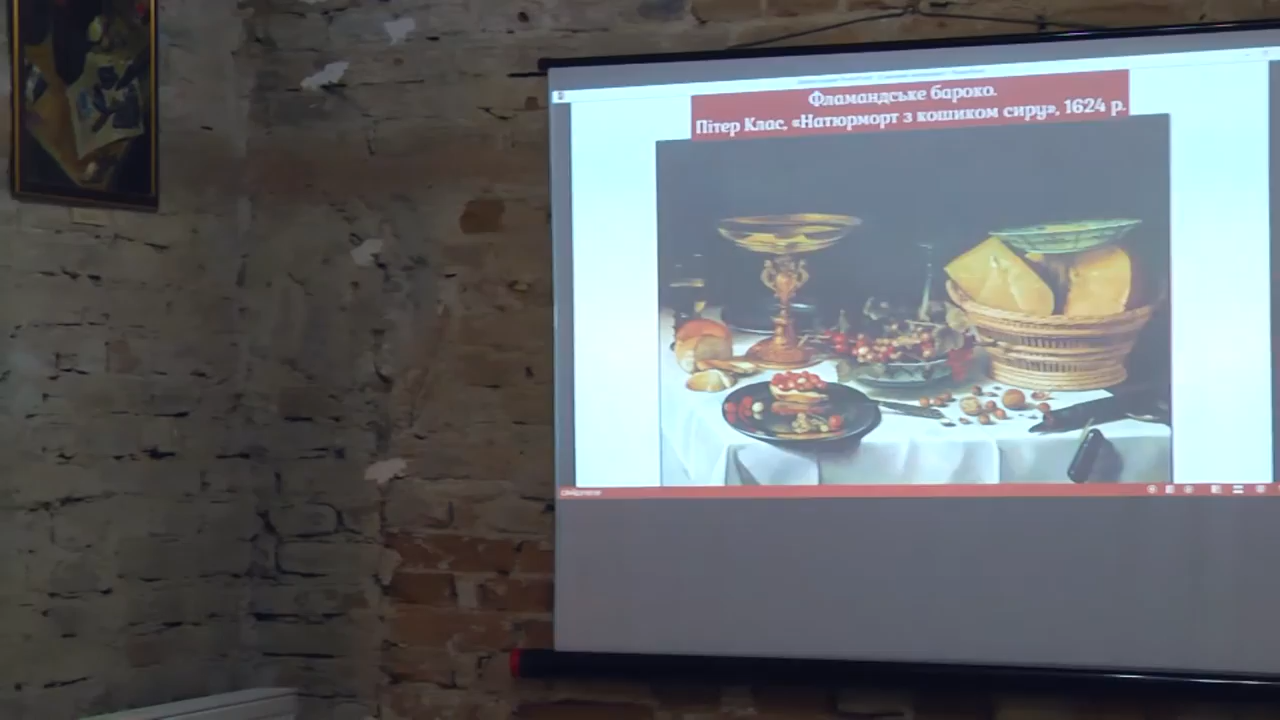 Фламандське бароко.
Пітер Клас, «Натюрморт з кошиком сиру», 1624 р.